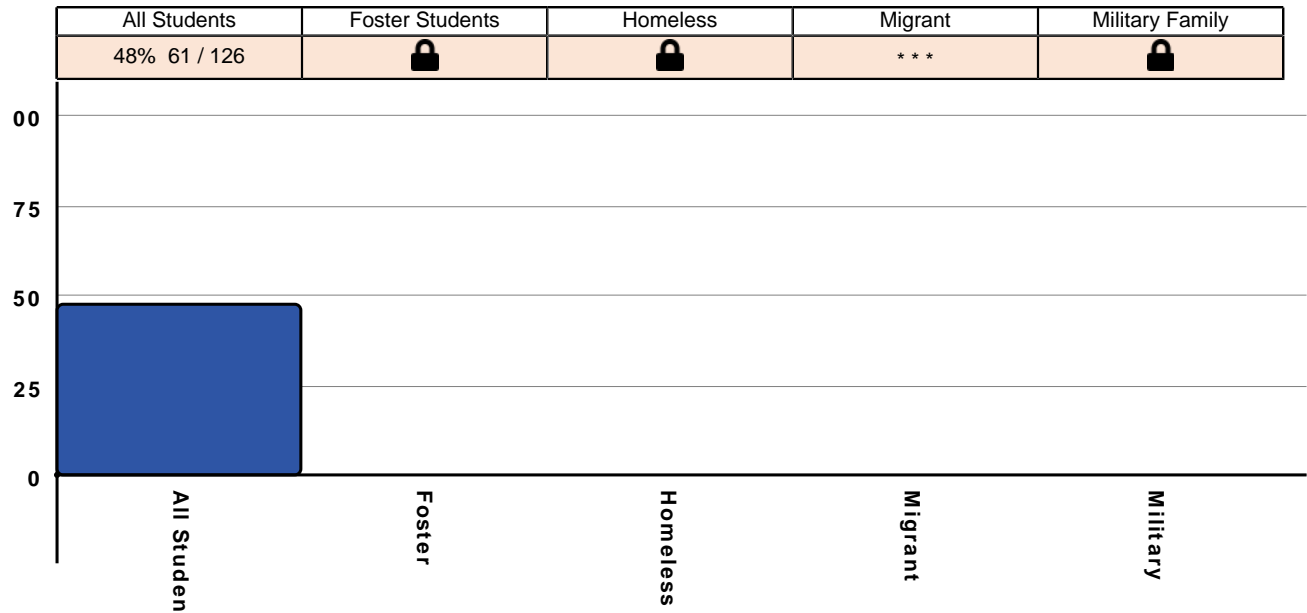 All Students Foster Students Homeless Migrant Military Family
48% 61 / 126 * * *
00
75
50
25
0
All Studen
Foster
Homeless
Migrant
Military